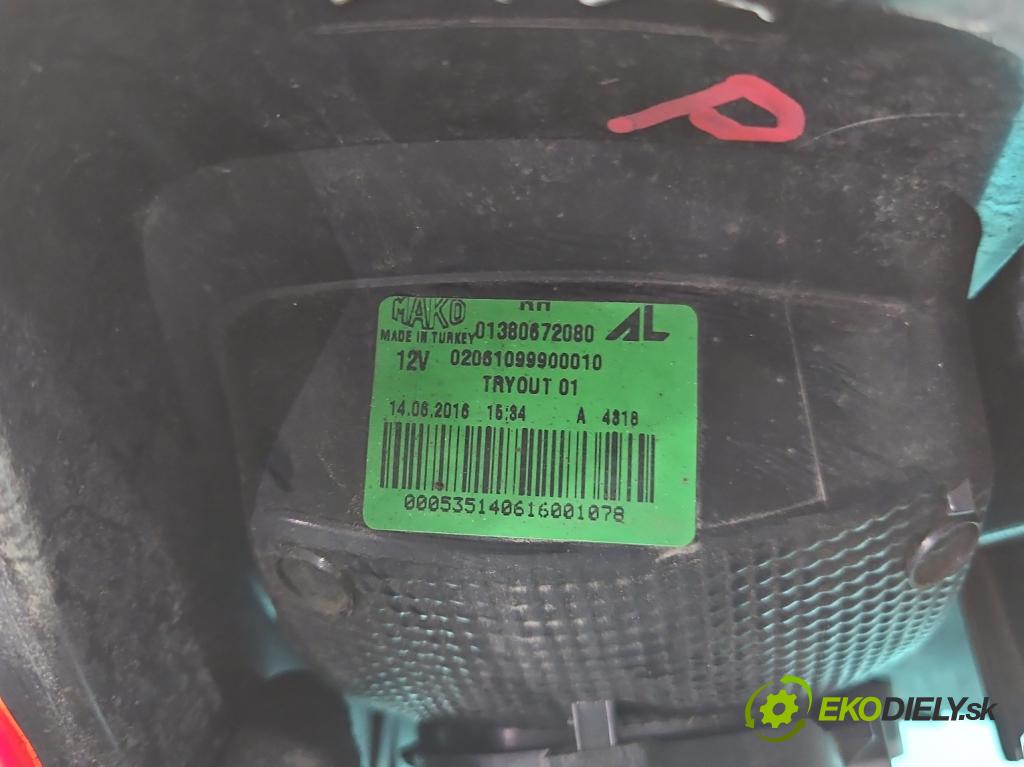 P
RH
MAKO
01380672080 AL
MADE IN TURKEY
12V 02061099900010
TRYOUT 01
14.06.2016 15:34 A 4318
000535140616001078
EKODIELY.sk